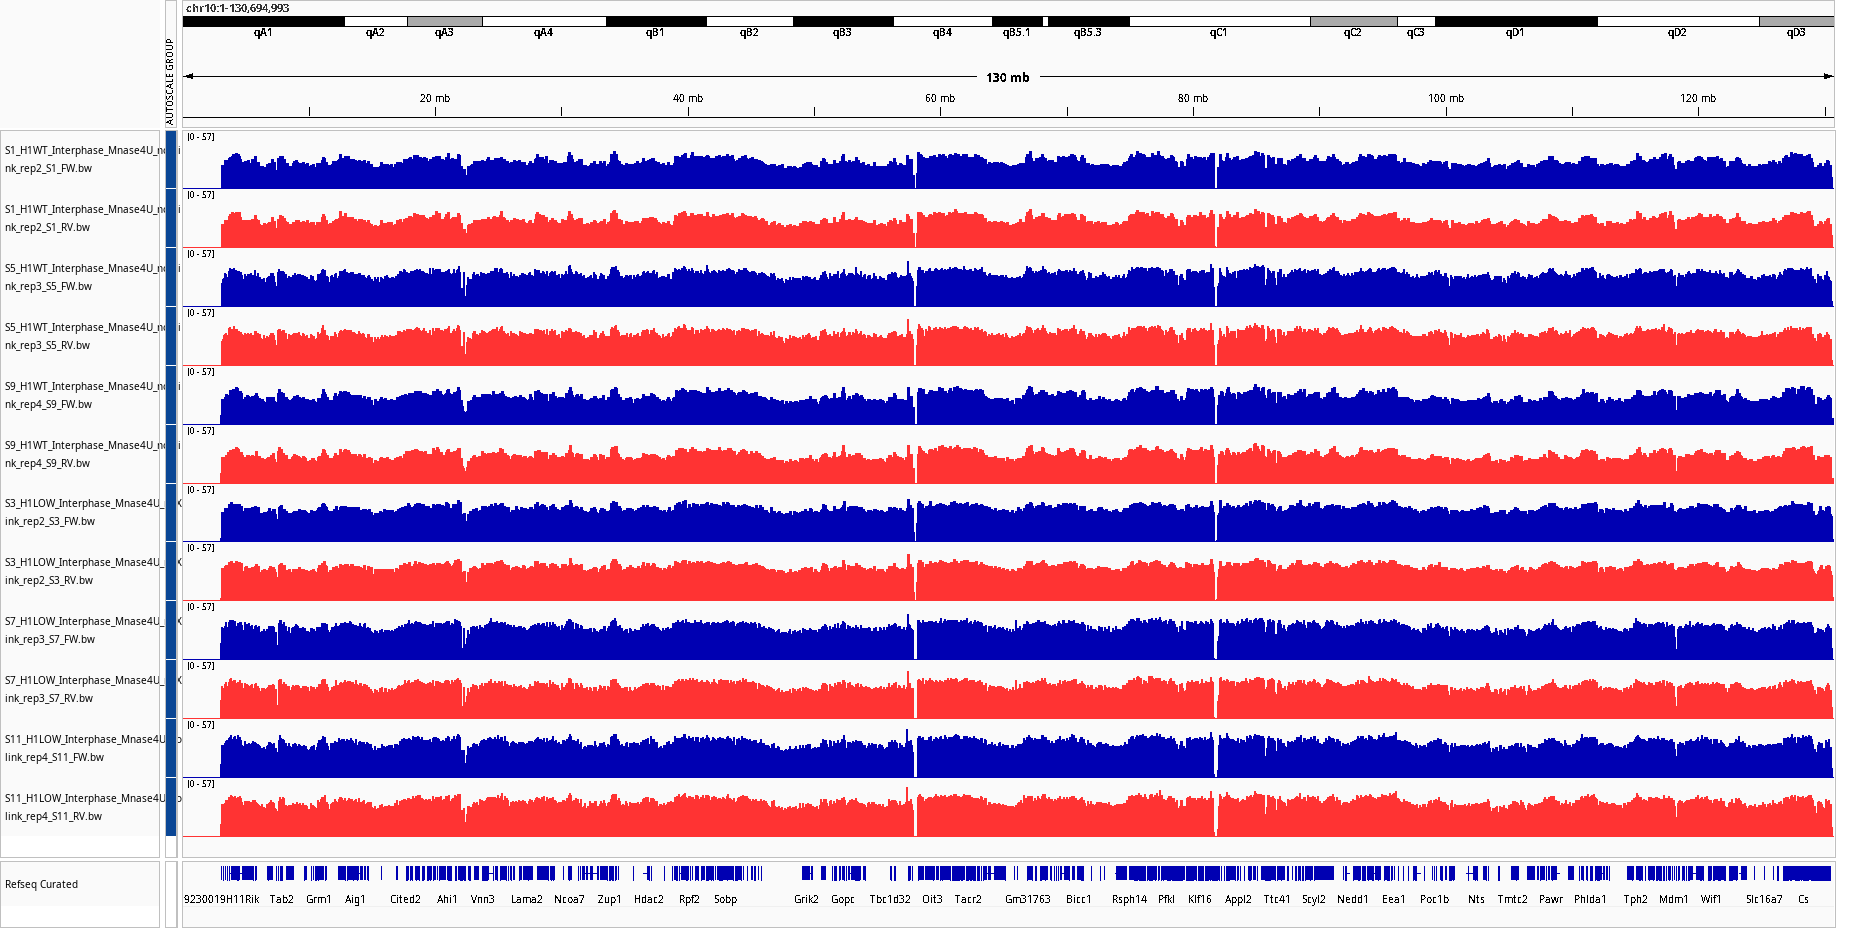 chr10:1-130,694,993
qA1 qA2 qA3 qA4 qB1 qB2 qB3 qB4 qB5.1 qB5.3 qC1 qC2 qC3 qD1 qD2 qD3
AUTOSCALE GROUP
130 mb
20 mb 40 mb 60 mb 80 mb 100 mb 120 mb
[0 - 57]
S1_H1WT_Interphase_Mnase4U_no
nk_rep2_S1_FW.bw
[0 - 57]
S1_H1WT_Interphase_Mnase4U_no
nk_rep2_S1_RV.bw
[0 - 57]
S5_H1WT_Interphase_Mnase4U_no
nk_rep3_S5_FW.bw
[0 - 57]
S5_H1WT_Interphase_Mnase4U_no
nk_rep3_S5_RV.bw
[0 - 57]
S9_H1WT_Interphase_Mnase4U_no
nk_rep4_S9_FW.bw
[0 - 57]
S9_H1WT_Interphase_Mnase4U_no
nk_rep4_S9_RV.bw
[0 - 57]
S3_H1LOW_Interphase_Mnase4U_
ink_rep2_S3_FW.bw
[0 - 57]
S3_H1LOW_Interphase_Mnase4U_
ink_rep2_S3_RV.bw
[0 - 57]
S7_H1LOW_Interphase_Mnase4U_
ink_rep3_S7_FW.bw
[0 - 57]
S7_H1LOW_Interphase_Mnase4U_
ink_rep3_S7_RV.bw
[0 - 57]
S11_H1LOW_Interphase_Mnase4U
link_rep4_S11_FW.bw
[0 - 57]
S11_H1LOW_Interphase_Mnase4U
link_rep4_S11_RV.bw
Refseq Curated
9230019H11Rik Tab2 Grm1 Aig1 Cited2 Ahi1 Vnn3 Lama2 Ncoa7 Zup1 Hdac2 Rpf2 Sobp Grik2 Gopc Tbc1d32 Oit3 Tacr2 Gm31763 Bicc1 Rsph14 Pfkl Klf16 Appl2 Ttc41 Scyl2 Nedd1 Eea1 Poc1b Nts Tmtc2 Pawr Phlda1 Tph2 Mdm1 Wif1 Slc16a7 Cs